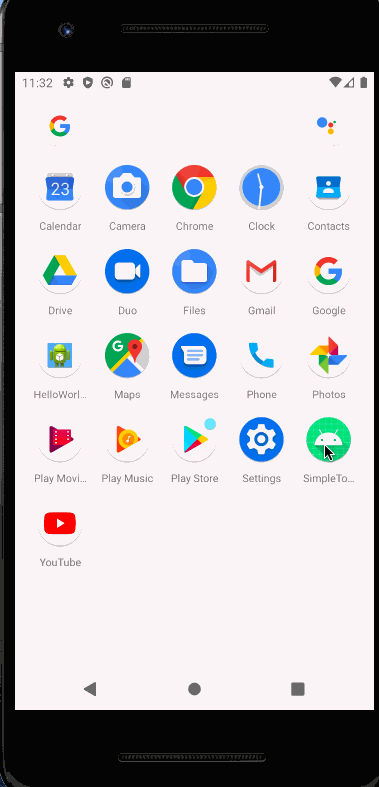 11:32
G
23
Calendar Camera Chrome Clock Contacts
Drive Duo Files Gmail Google
G
HelloWorl... Maps Messages Phone Photos
Play Movi... Play Music Play Store Settings SimpleTo...
YouTube